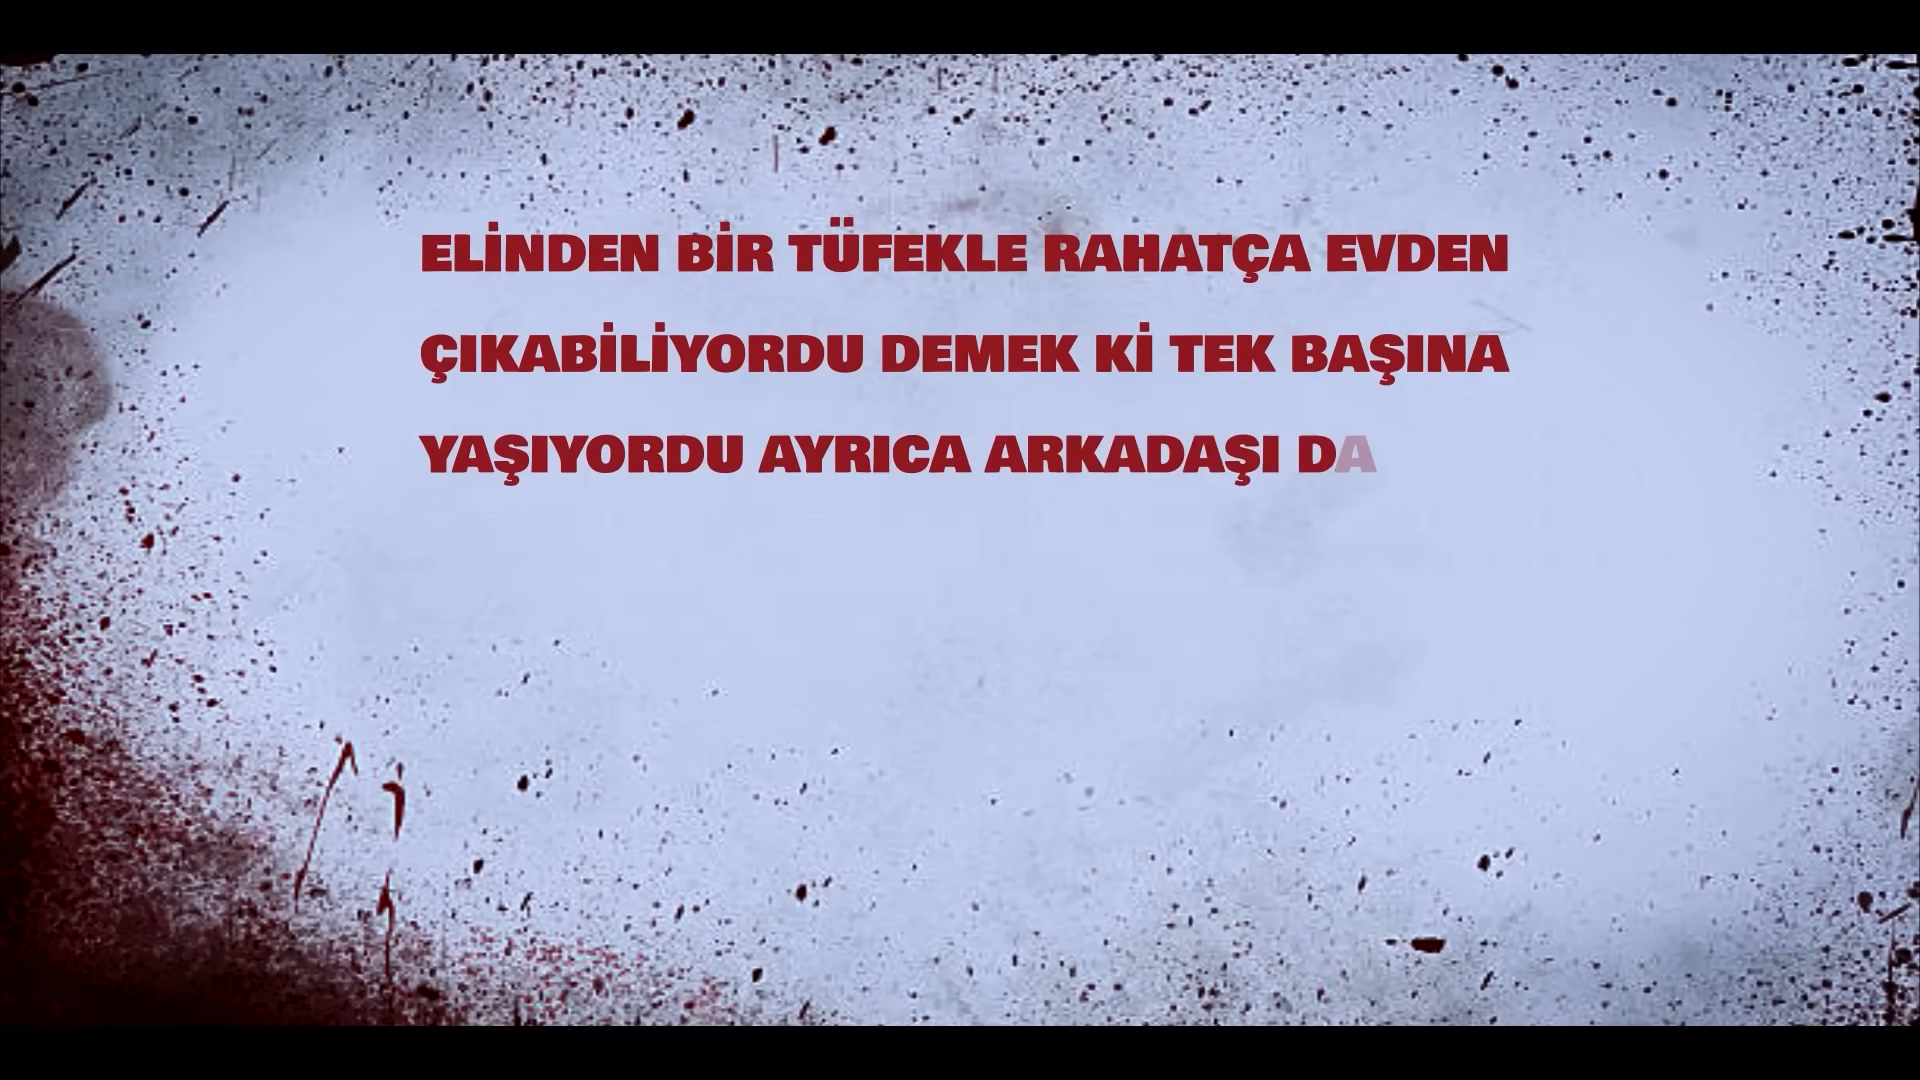 ELİNDEN BİR TÜFEKLE RAHATÇA EVDEN
ÇIKABİLİYORDU DEMEK Kİ TEK BAŞINA
YAŞIYORDU AYRICA ARKADAŞI DA